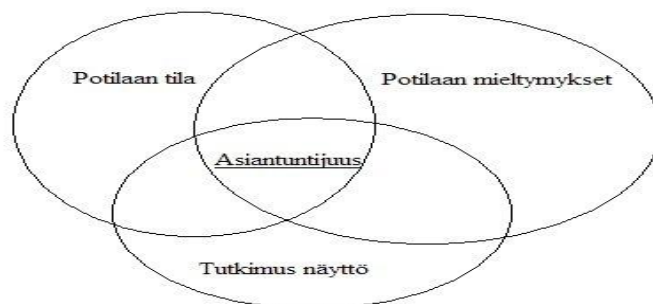 Potilaan tila
Potilaan mieltymykset
Asiantuntijuus
Tutkimus näyttö